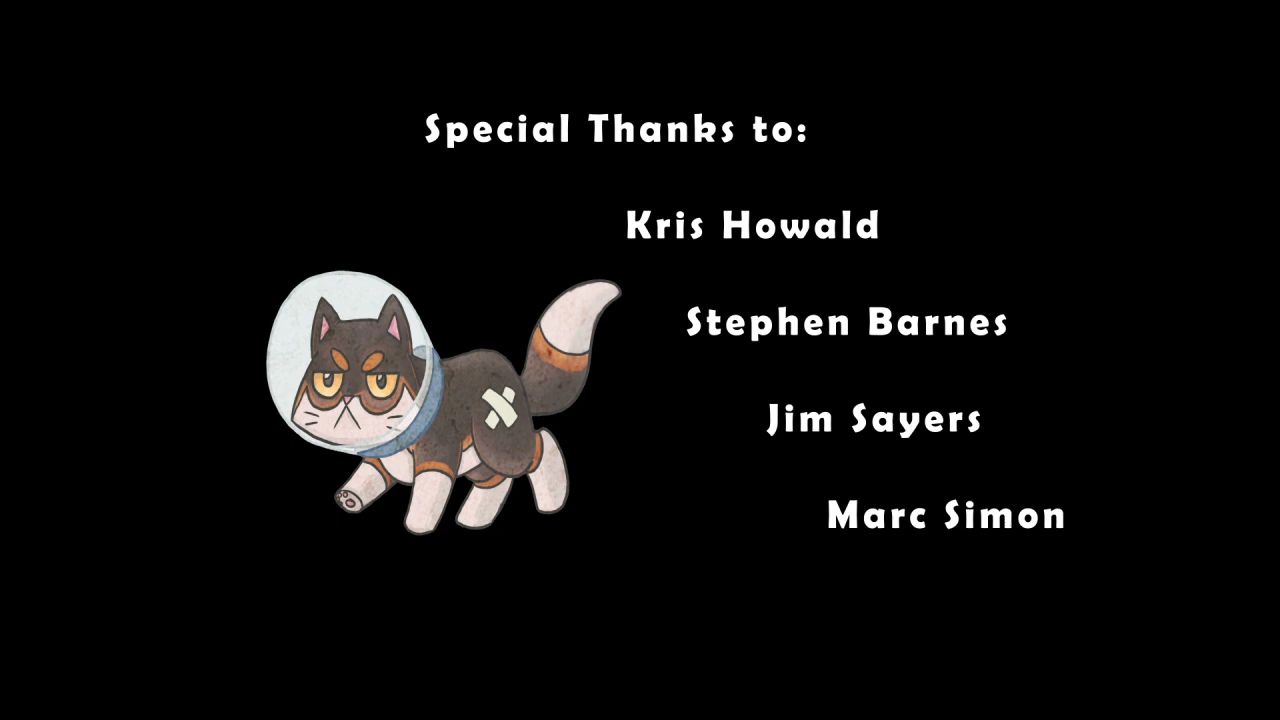 Special Thanks to:
Kris Howald
Stephen Barnes
Jim Sayers
Marc Simon